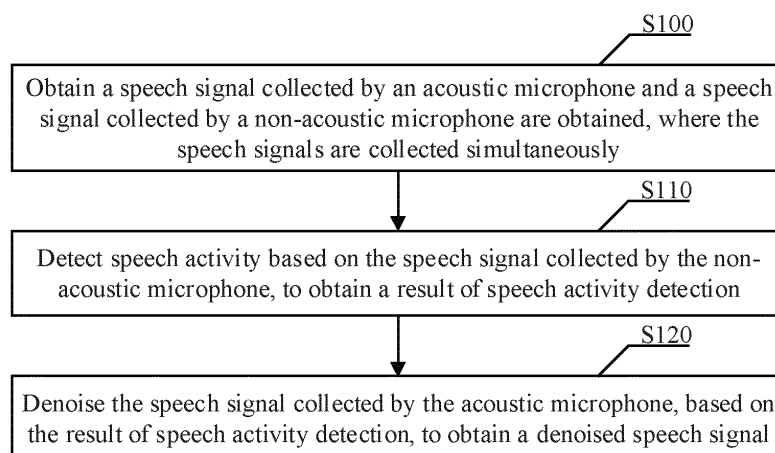 S100
Obtain a speech signal collected by an acoustic microphone and a speech
signal collected by a non-acoustic microphone are obtained, where the
speech signals are collected simultaneously
S110
Detect speech activity based on the speech signal collected by the non-
acoustic microphone, to obtain a result of speech activity detection
S120
Denoise the speech signal collected by the acoustic microphone, based on
the result of speech activity detection, to obtain a denoised speech signal